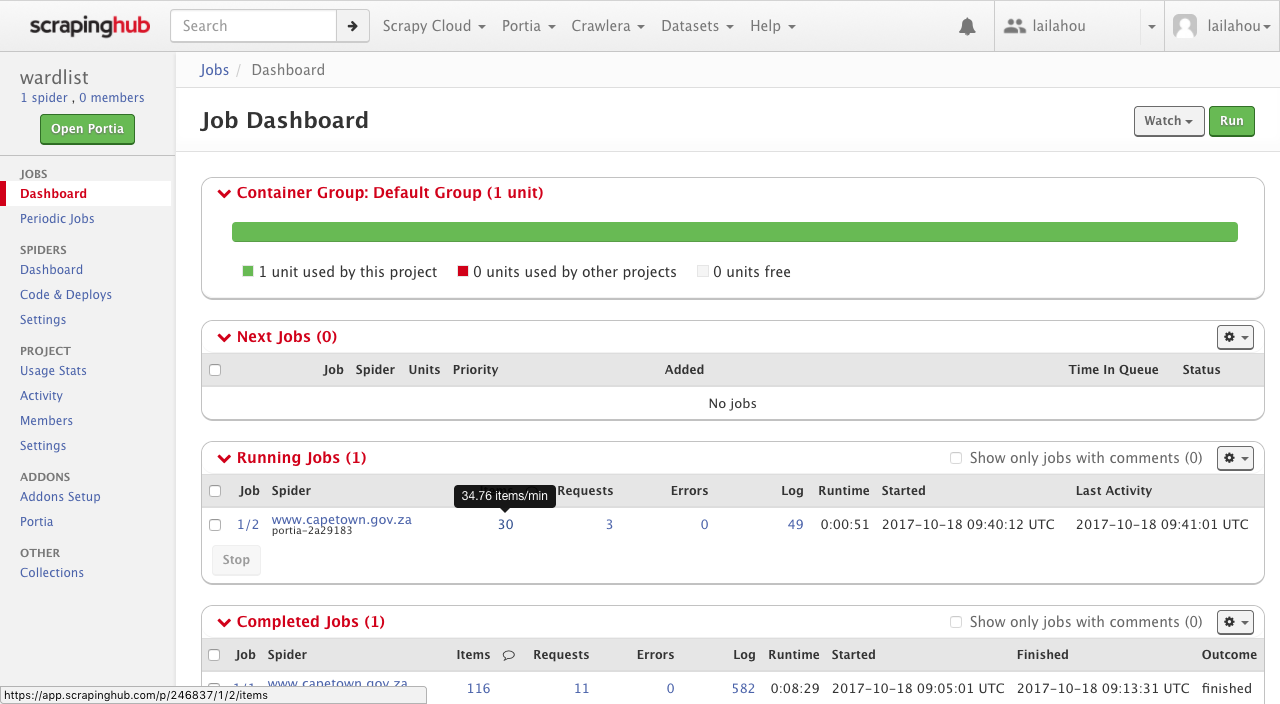 scrapinghub Search Scrapy Cloud Portia Crawlera Datasets Help lailahou lailahou
wardlist
1 spider , 0 members
Open Portia
JOBS
Dashboard
Periodic Jobs
SPIDERS
Dashboard
Code & Deploys
Settings
PROJECT
Usage Stats
Activity
Members
Settings
ADDONS
Addons Setup
Portia
OTHER
Collections
Jobs / Dashboard
Job Dashboard Watch Run
Container Group: Default Group (1 unit)
1 unit used by this project 0 units used by other projects 0 units free
Next Jobs (0)
Job Spider Units Priority Added Time In Queue Status
No jobs
Running Jobs (1) Show only jobs with comments (0)
Job Spider Requests Errors Log Runtime Started Last Activity
34.76 items/min
1/2 www.capetown.gov.za 30 3 0 49 0:00:51 2017-10-18 09:40:12 UTC 2017-10-18 09:41:01 UTC
portia-2a29183
Stop
Completed Jobs (1) Show only jobs with comments (0)
Job Spider Items Requests Errors Log Runtime Started Finished Outcome
www.capetown.gov.za 116 11 0 582 0:08:29 2017-10-18 09:05:01 UTC 2017-10-18 09:13:31 UTC finished
https://app.scrapinghub.com/p/246837/1/2/items